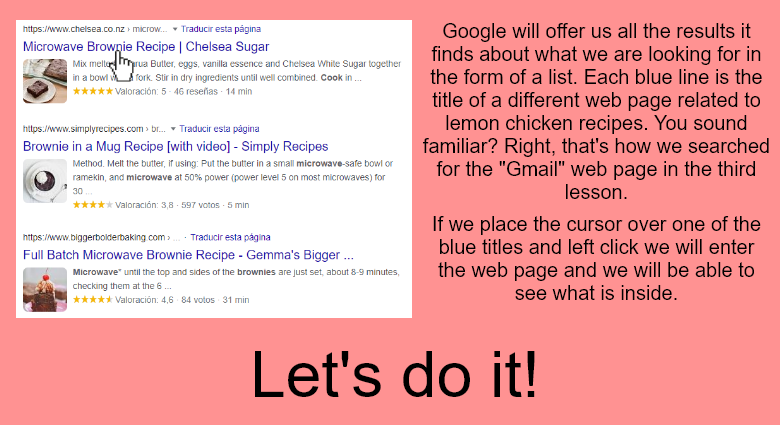 https://www.chelsea.co.nz › microw... Traducir esta página
Microwave Brownie Recipe | Chelsea Sugar
Mix melted Butter, eggs, vanilla essence and Chelsea White Sugar together
in a bowl fork. Stir in dry ingredients until well combined. Cook in ...
★★★★★ Valoración: 5 · 46 reseñas · 14 min
https://www.simplyrecipes.com › br... Traducir esta página
Brownie in a Mug Recipe [with video] - Simply Recipes
Method. Melt the butter, if using: Put the butter in a small microwave-safe bowl or
ramekin, and microwave at 50% power (power level 5 on most microwaves) for
30 ...
★★★★★ Valoración: 3,8 · 597 votos · 5 min
https://www.biggerbolderbaking.com › ... · Traducir esta página
Full Batch Microwave Brownie Recipe - Gemma's Bigger ...
Microwave* until the top and sides of the brownies are just set, about 8-9 minutes,
checking them at the 6 ...
★★★★★ Valoración: 4,6 · 84 votos · 31 min
Google will offer us all the results it
finds about what we are looking for in
the form of a list. Each blue line is the
title of a different web page related to
lemon chicken recipes. You sound
familiar? Right, that's how we searched
for the "Gmail" web page in the third
lesson.
If we place the cursor over one of the
blue titles and left click we will enter
the web page and we will be able to
see what is inside.
Let's do it!